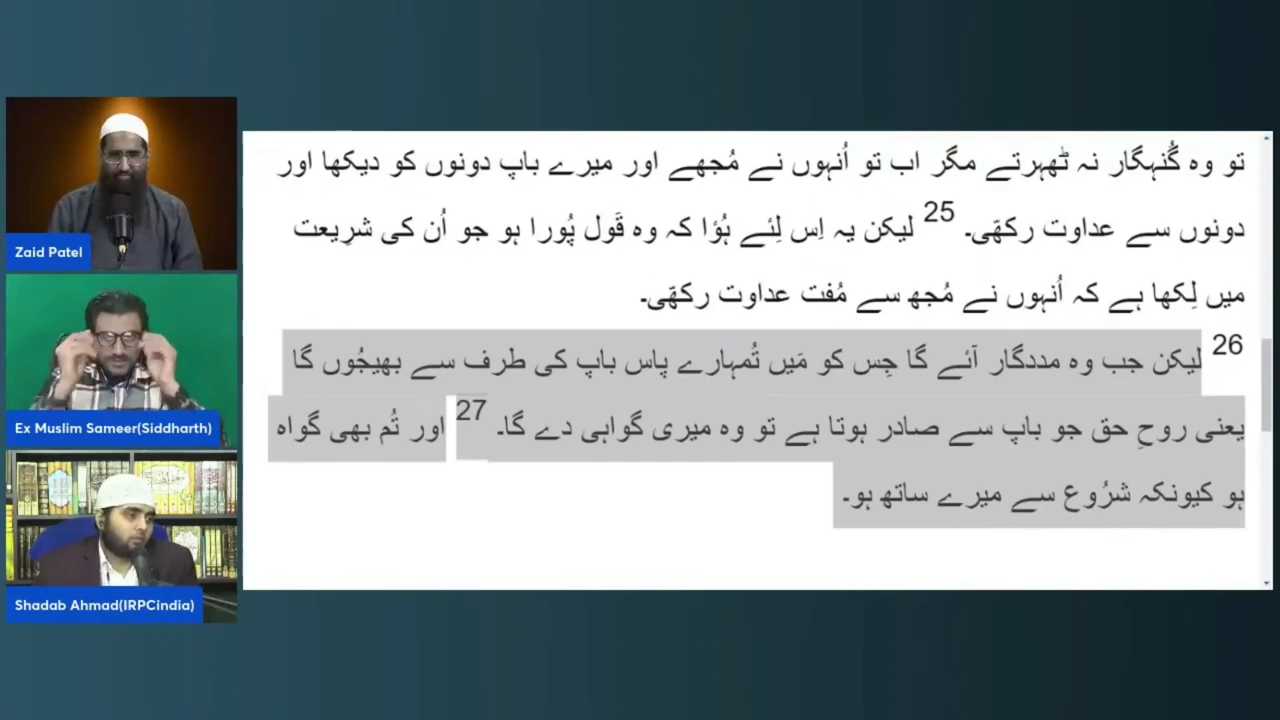 Zaid Patel
Ex Muslim Sameer(Siddharth)
Shadab Ahmad(IRPCindia)
تو وہ گُنہگار نہ ٹھہرتے مگر اب تو اُنہوں نے مُجھے اور میرے باپ دونوں کو دیکھا اور
دونوں سے عداوت رکھّی۔ 25 لیکن یہ اِس لِئے ہُؤا کہ وہ قَول پُورا ہو جو اُن کی شرِیعت
میں لِکھا ہے کہ اُنہوں نے مُجھ سے مُفت عداوت رکھّی۔
26 لیکن جب وہ مددگار آئے گا جِس کو مَیں تُمہارے پاس باپ کی طرف سے بھیجُوں گا
یعنی روحِ حق جو باپ سے صادر ہوتا ہے تو وہ میری گواہی دے گا۔ 27 اور تُم بھی گواہ
ہو کیونکہ شرُوع سے میرے ساتھ ہو۔